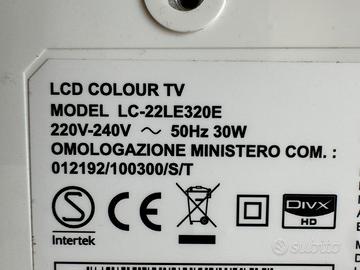 LCD COLOUR TV
MODEL LC-22LE320E
220V-240V ~ 50Hz 30W
OMOLOGAZIONE MINISTERO COM. :
012192/100300/S/T
S
Intertek
CE
DIVX
HD
subito